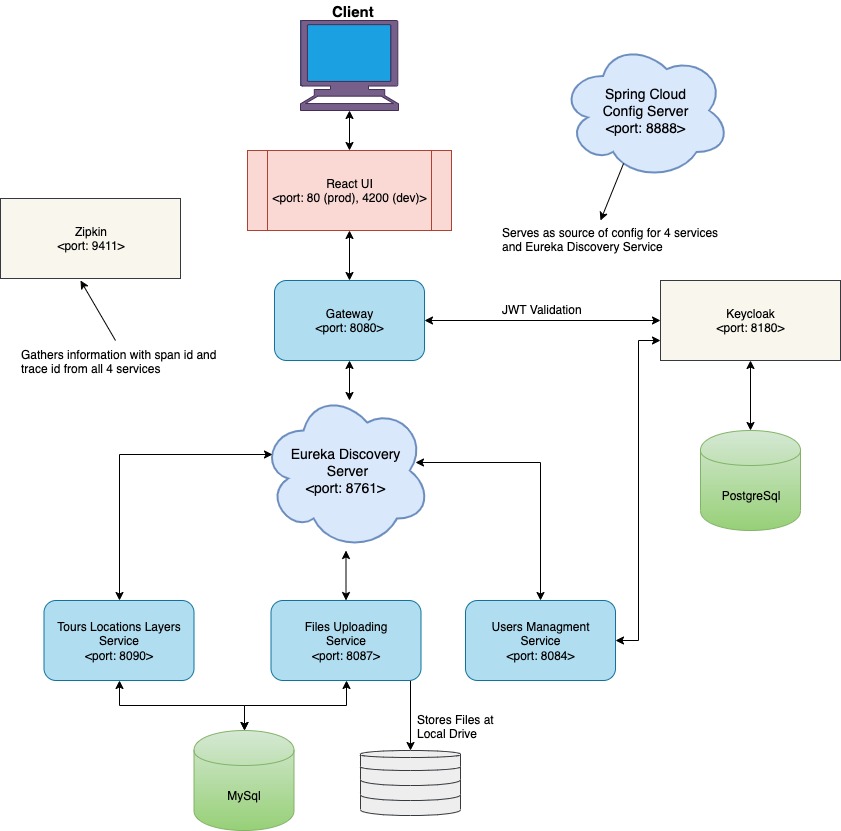 Client
Spring Cloud
Config Server
<port: 8888>
React UI
<port: 80 (prod), 4200 (dev)>
Zipkin
<port: 9411>
Serves as source of config for 4 services
and Eureka Discovery Service
Gateway
<port: 8080>
JWT Validation
Keycloak
<port: 8180>
Gathers information with span id and
trace id from all 4 services
Eureka Discovery
Server
<port: 8761>
PostgreSql
Tours Locations Layers
Service
<port: 8090>
Files Uploading
Service
<port: 8087>
Users Managment
Service
<port: 8084>
Stores Files at
Local Drive
MySql